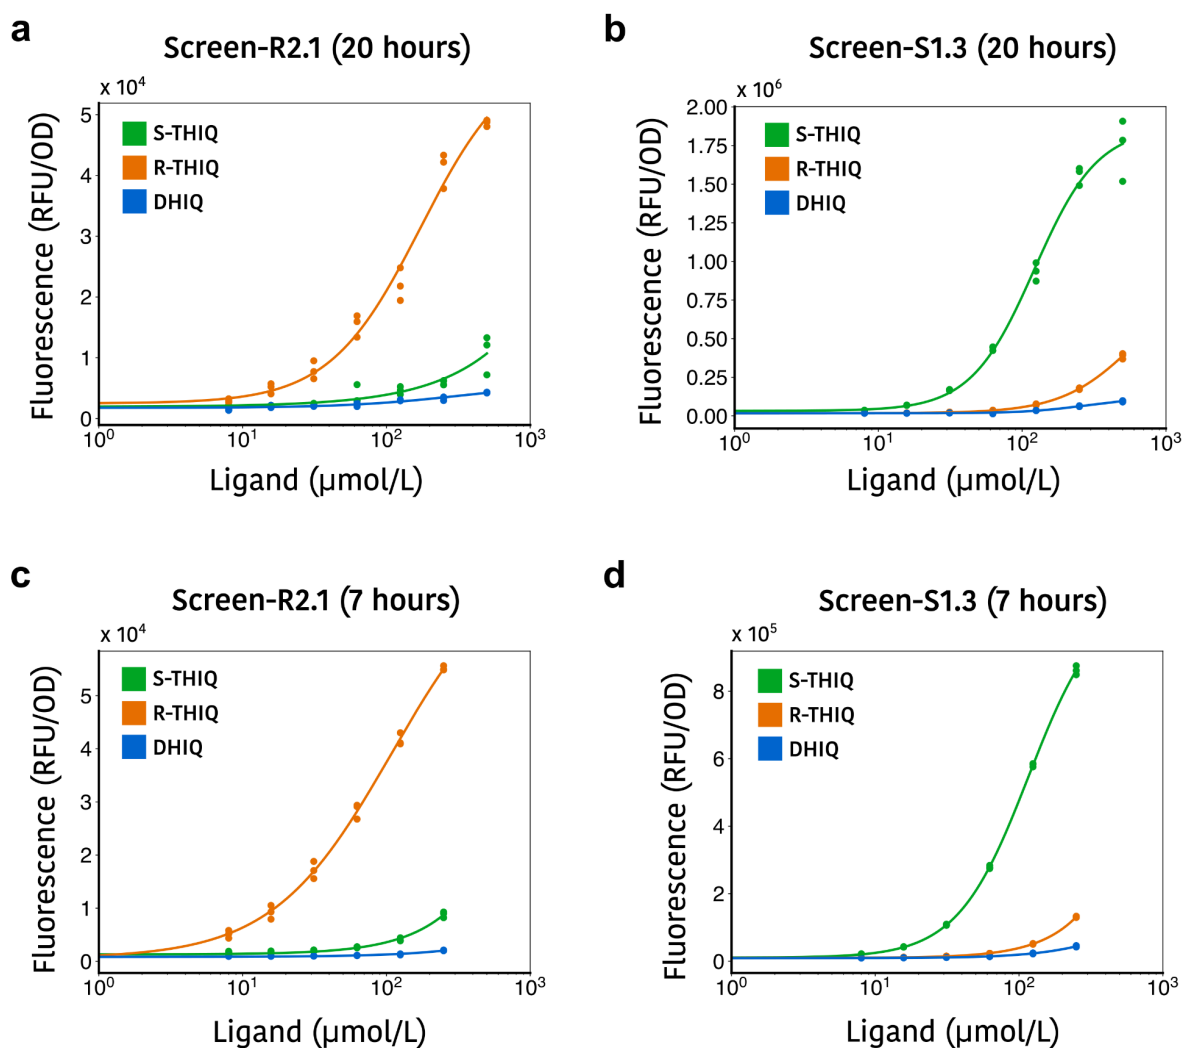 a
Screen-R2.1 (20 hours)
x 10⁴
S-THIQ
R-THIQ
DHIQ
5
4
3
2
1
0
10⁰ 10¹ 10² 10³
Fluorescence (RFU/OD)
Ligand (µmol/L)
b
Screen-S1.3 (20 hours)
x 10⁶
S-THIQ
R-THIQ
DHIQ
2.00
1.75
1.50
1.25
1.00
0.75
0.50
0.25
0.00
10⁰ 10¹ 10² 10³
Fluorescence (RFU/OD)
Ligand (µmol/L)
c
Screen-R2.1 (7 hours)
x 10⁴
S-THIQ
R-THIQ
DHIQ
5
4
3
2
1
0
10⁰ 10¹ 10² 10³
Fluorescence (RFU/OD)
Ligand (µmol/L)
d
Screen-S1.3 (7 hours)
x 10⁵
S-THIQ
R-THIQ
DHIQ
8
6
4
2
0
10⁰ 10¹ 10² 10³
Fluorescence (RFU/OD)
Ligand (µmol/L)